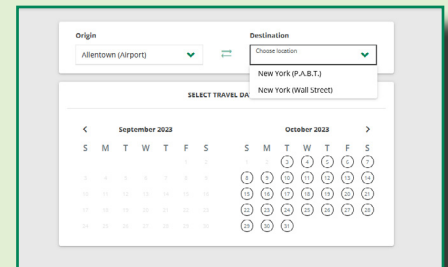 Origin
Destination
Allentown (Airport)
Choose location
New York (P.A.B.T.)
New York (Wall Street)
SELECT TRAVEL DA
September 2023
October 2023
S M T W T F S
S M T W T F S
1 2
1 2 3 4 5 6 7
3 4 5 6 7 8 9
8 9 10 11 12 13 14
10 11 12 13 14 15 16
15 16 17 18 19 20 21
17 18 19 20 21 22 23
22 23 24 25 26 27 28
24 25 26 27 28 29 30
29 30 31